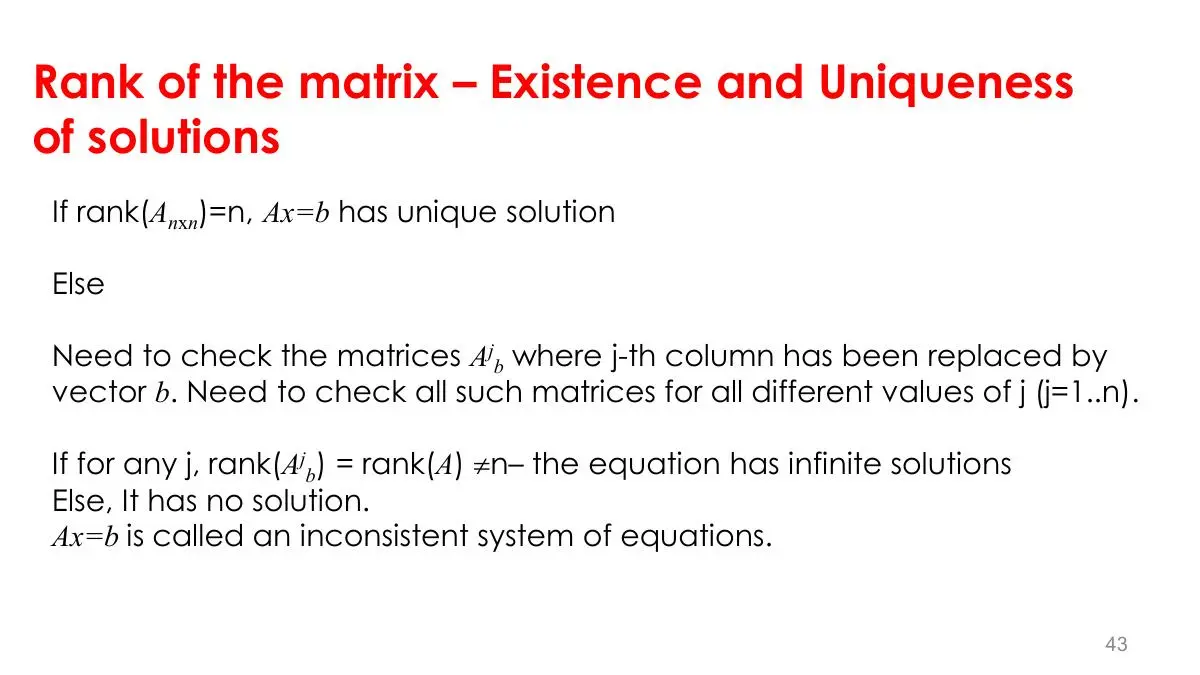 Rank of the matrix – Existence and Uniqueness
of solutions
If rank(Anxn)=n, Ax=b has unique solution
Else
Need to check the matrices Ajb where j-th column has been replaced by
vector b. Need to check all such matrices for all different values of j (j=1..n).
If for any j, rank(Ajb) = rank(A) ≠n– the equation has infinite solutions
Else, It has no solution.
Ax=b is called an inconsistent system of equations.
43